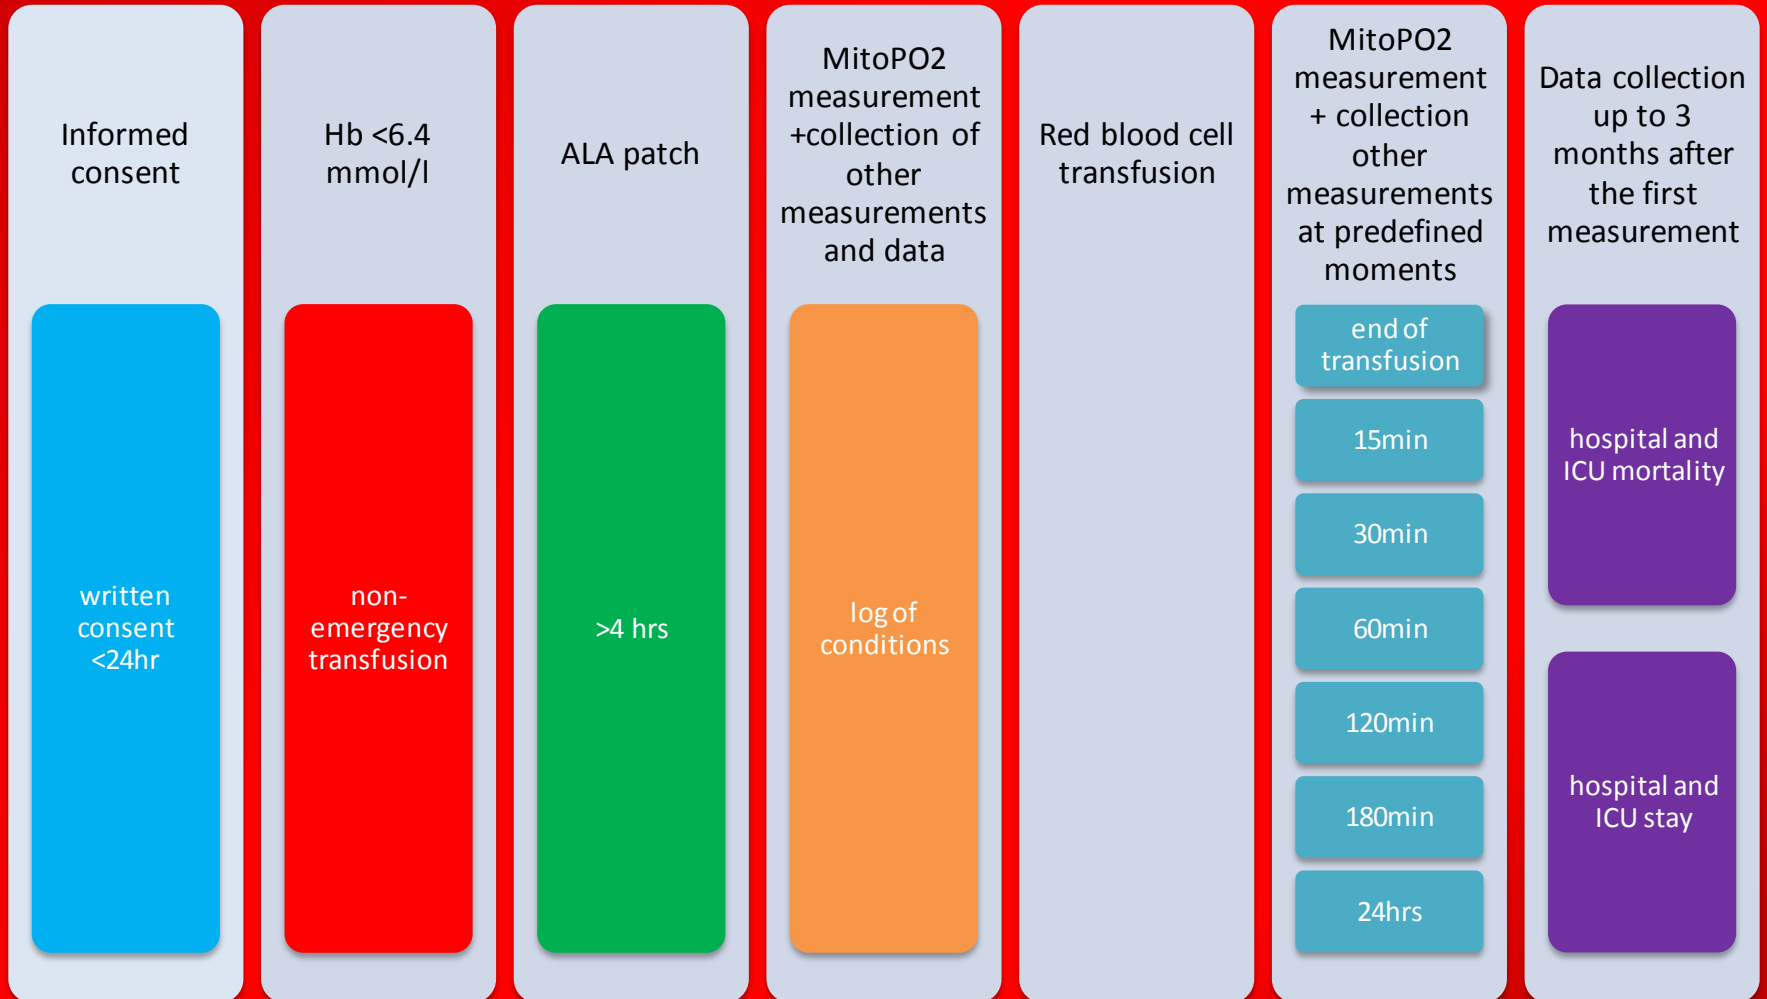 Informed
consent
written
consent
<24hr
Hb <6.4
mmol/l
non-
emergency
transfusion
ALA patch
>4 hrs
MitoPO2
measurement
+collection of
other
measurements
and data
log of
conditions
Red blood cell
transfusion
MitoPO2
measurement
+ collection
other
measurements
at predefined
moments
end of
transfusion
15min
30min
60min
120min
180min
24hrs
Data collection
up to 3
months after
the first
measurement
hospital and
ICU mortality
hospital and
ICU stay